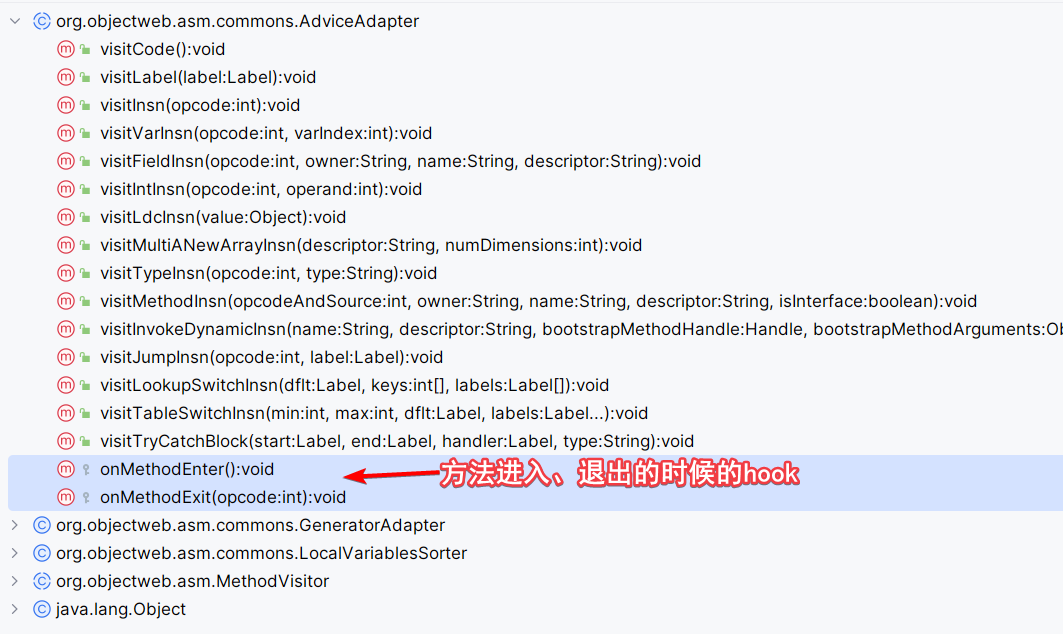 org.objectweb.asm.commons.AdviceAdapter
visitCode():void
visitLabel(label:Label):void
visitInsn(opcode:int):void
visitVarInsn(opcode:int, varIndex:int):void
visitFieldInsn(opcode:int, owner:String, name:String, descriptor:String):void
visitIntInsn(opcode:int, operand:int):void
visitLdcInsn(value:Object):void
visitMultiANewArrayInsn(descriptor:String, numDimensions:int):void
visitTypeInsn(opcode:int, type:String):void
visitMethodInsn(opcodeAndSource:int, owner:String, name:String, descriptor:String, isInterface:boolean):void
visitInvokeDynamicInsn(name:String, descriptor:String, bootstrapMethodHandle:Handle, bootstrapMethodArguments:Ob
visitJumpInsn(opcode:int, label:Label):void
visitLookupSwitchInsn(dflt:Label, keys:int[], labels:Label[]):void
visitTableSwitchInsn(min:int, max:int, dflt:Label, labels:Label...):void
visitTryCatchBlock(start:Label, end:Label, handler:Label, type:String):void
onMethodEnter():void
方法进入、退出的时候的hook
onMethodExit(opcode:int):void
org.objectweb.asm.commons.GeneratorAdapter
org.objectweb.asm.commons.LocalVariablesSorter
org.objectweb.asm.MethodVisitor
java.lang.Object